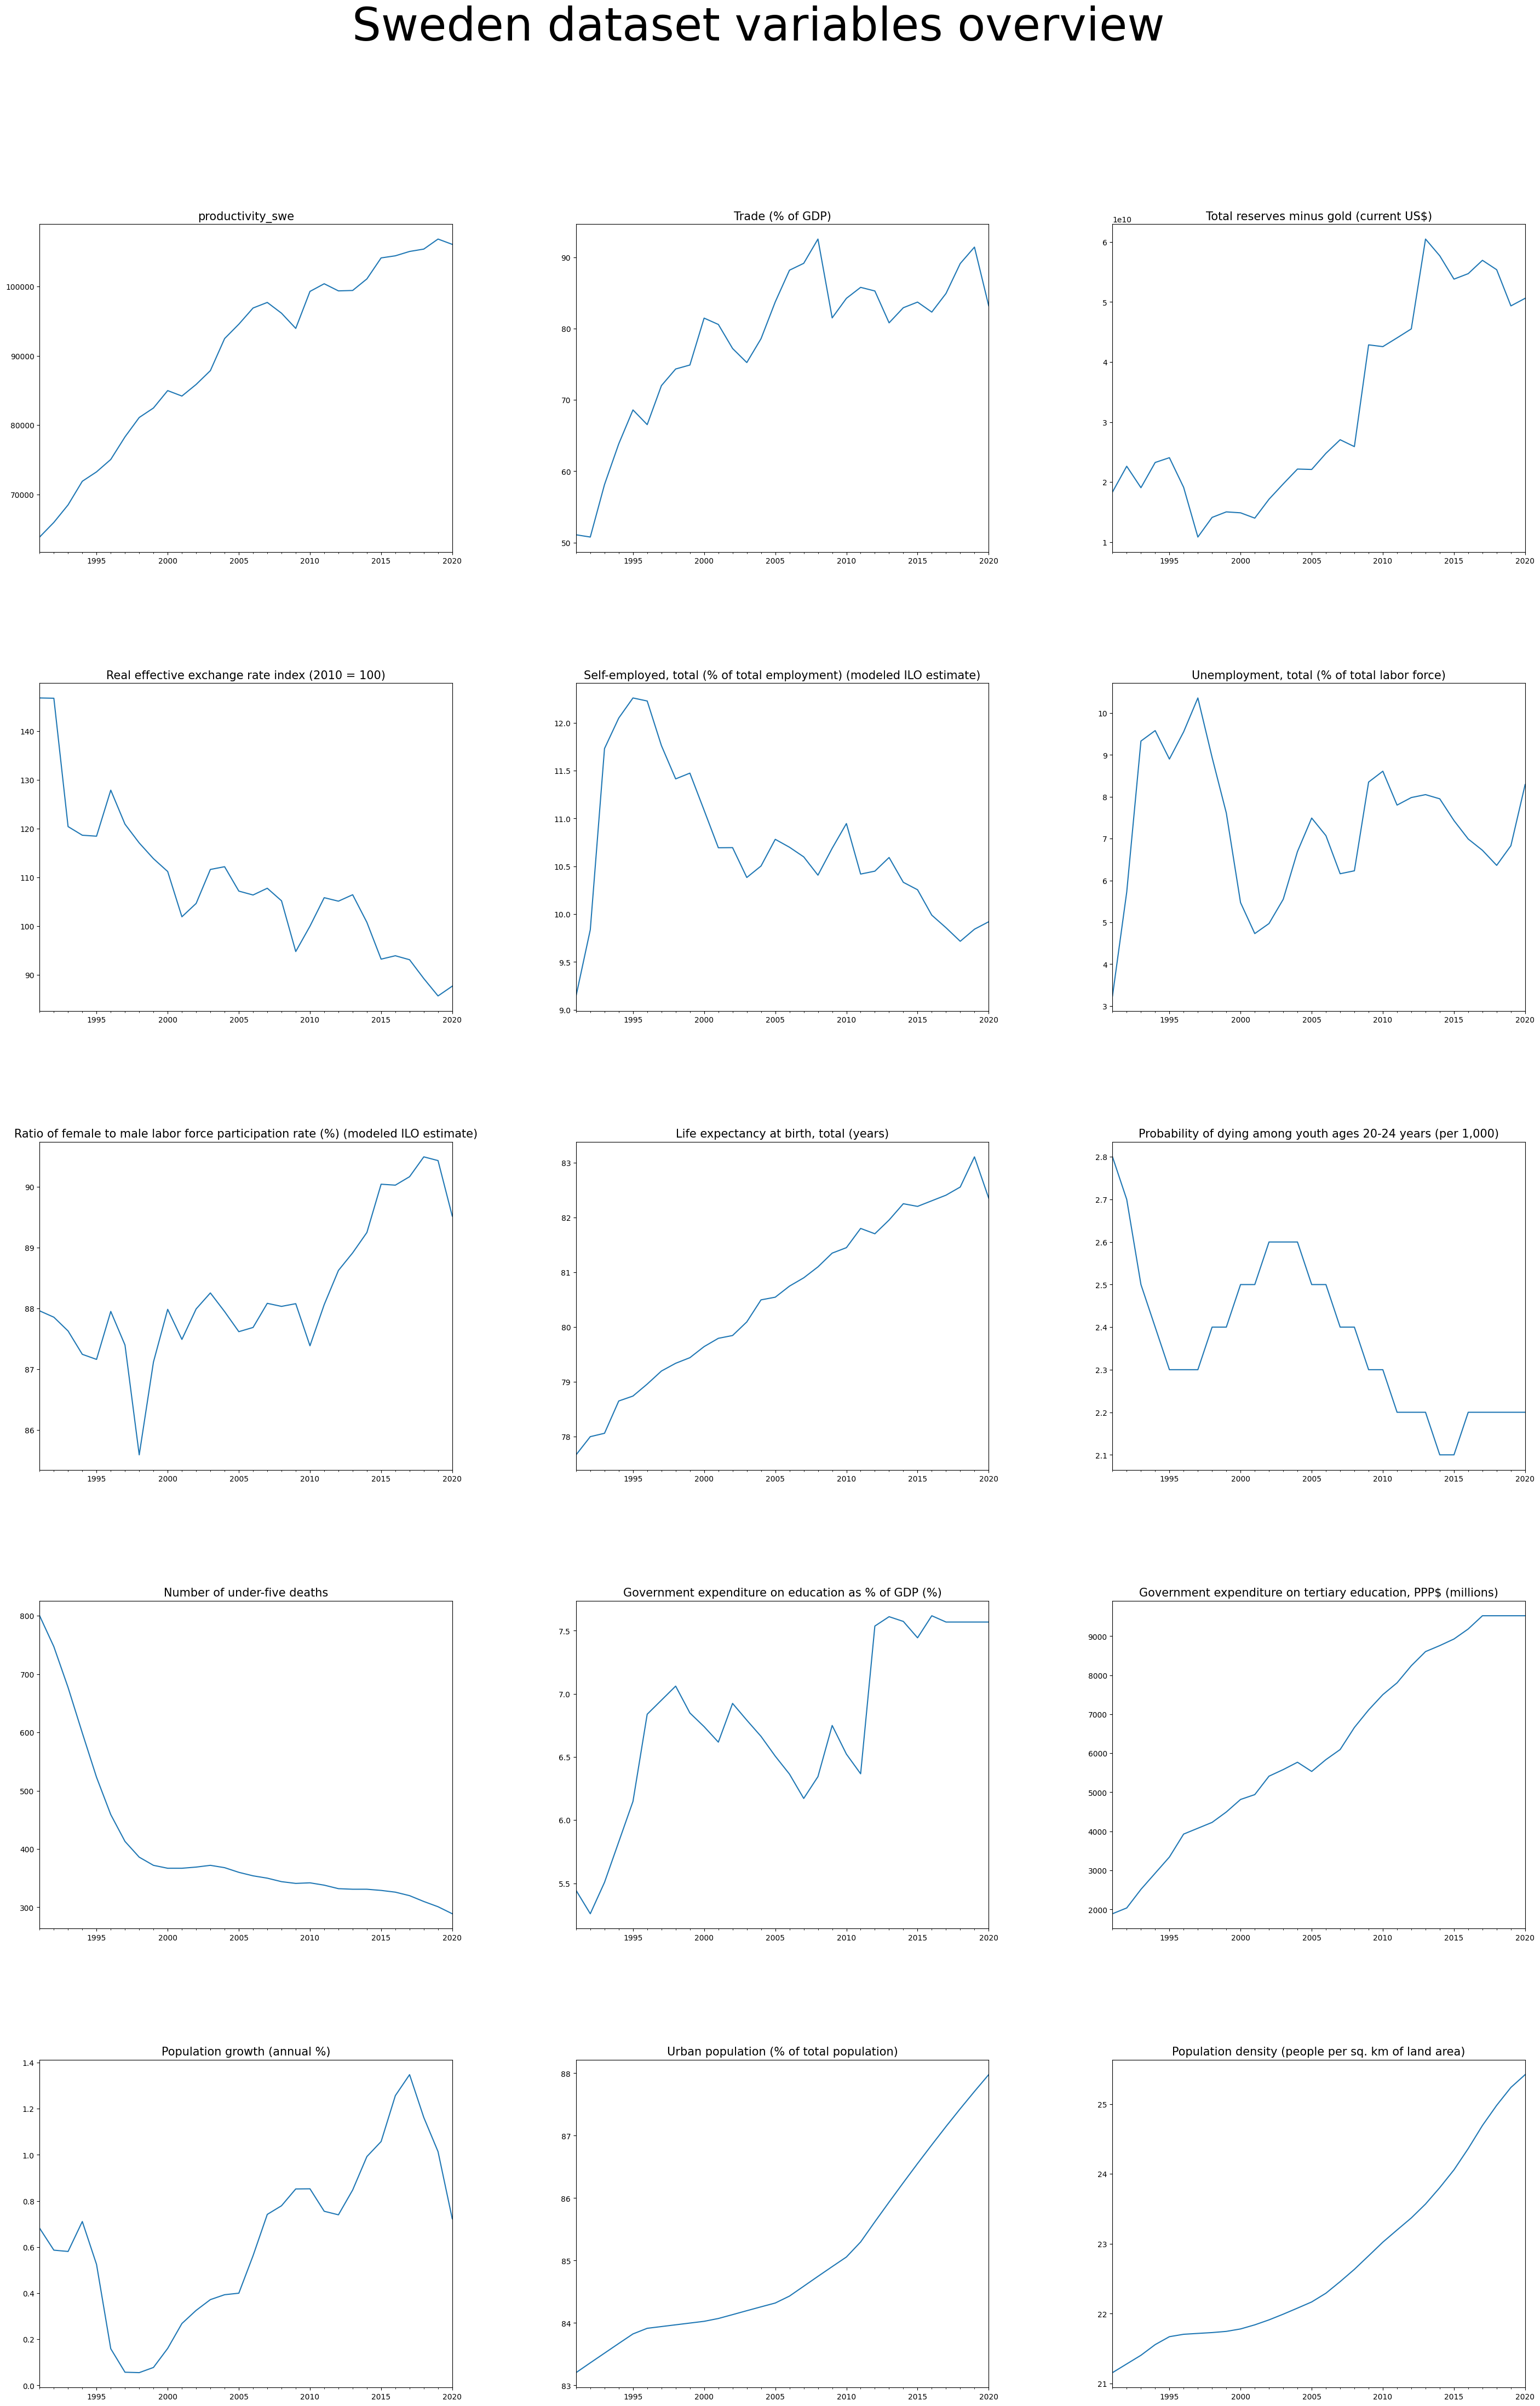 Sweden dataset variables overview
productivity_swe
100000
90000
80000
70000
1995 2000 2005 2010 2015 2020
Trade (% of GDP)
90
80
70
60
50
1995 2000 2005 2010 2015 2020
Total reserves minus gold (current US$)
1e10
6
5
4
3
2
1
1995 2000 2005 2010 2015 2020
Real effective exchange rate index (2010 = 100)
140
130
120
110
100
90
1995 2000 2005 2010 2015 2020
Self-employed, total (% of total employment) (modeled ILO estimate)
12.0
11.5
11.0
10.5
10.0
9.5
9.0
1995 2000 2005 2010 2015 2020
Unemployment, total (% of total labor force)
10
9
8
7
6
5
4
3
1995 2000 2005 2010 2015 2020
Ratio of female to male labor force participation rate (%) (modeled ILO estimate)
90
89
88
87
86
1995 2000 2005 2010 2015 2020
Life expectancy at birth, total (years)
83
82
81
80
79
78
1995 2000 2005 2010 2015 2020
Probability of dying among youth ages 20-24 years (per 1,000)
2.8
2.7
2.6
2.5
2.4
2.3
2.2
2.1
1995 2000 2005 2010 2015 2020
Number of under-five deaths
800
700
600
500
400
300
1995 2000 2005 2010 2015 2020
Government expenditure on education as % of GDP (%)
7.5
7.0
6.5
6.0
5.5
1995 2000 2005 2010 2015 2020
Government expenditure on tertiary education, PPP$ (millions)
9000
8000
7000
6000
5000
4000
3000
2000
1995 2000 2005 2010 2015 2020
Population growth (annual %)
1.4
1.2
1.0
0.8
0.6
0.4
0.2
0.0
1995 2000 2005 2010 2015 2020
Urban population (% of total population)
88
87
86
85
84
83
1995 2000 2005 2010 2015 2020
Population density (people per sq. km of land area)
25
24
23
22
21
1995 2000 2005 2010 2015 2020